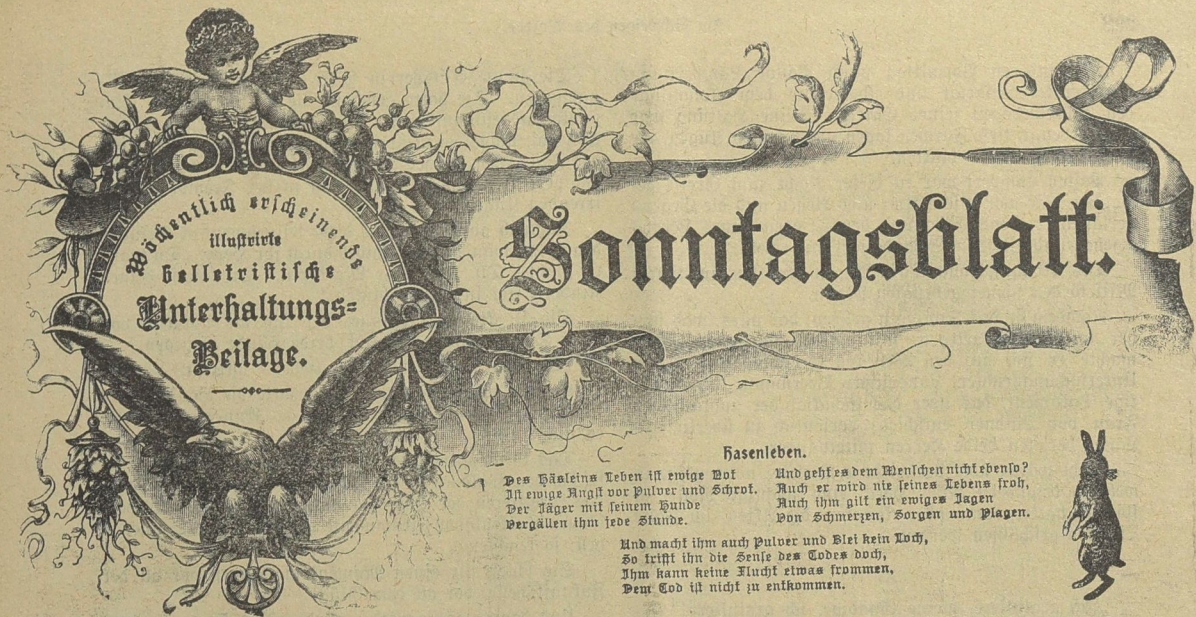 Wöchentlich erscheinende
illustrirte
belletristische
Unterhaltungs=
Beilage.
Sonntagsblatt.
Hasenleben.
Des Häsleins Leben ist ewige Not
Ist ewige Angst vor Pulver und Schrot.
Der Jäger mit seinem Hunde
Vergällen ihm jede Stunde.
Und geht es dem Menschen nicht ebenso?
Auch er wird nie seines Lebens froh,
Auch ihm gilt ein ewiges Jagen
Von Schmerzen, Sorgen und Plagen.
Und macht ihm auch Pulver und Blei kein Loch,
So trifft ihn die Sense des Todes doch,
Ihm kann keine Flucht etwas frommen,
Dem Tod ist nicht zu entkommen.